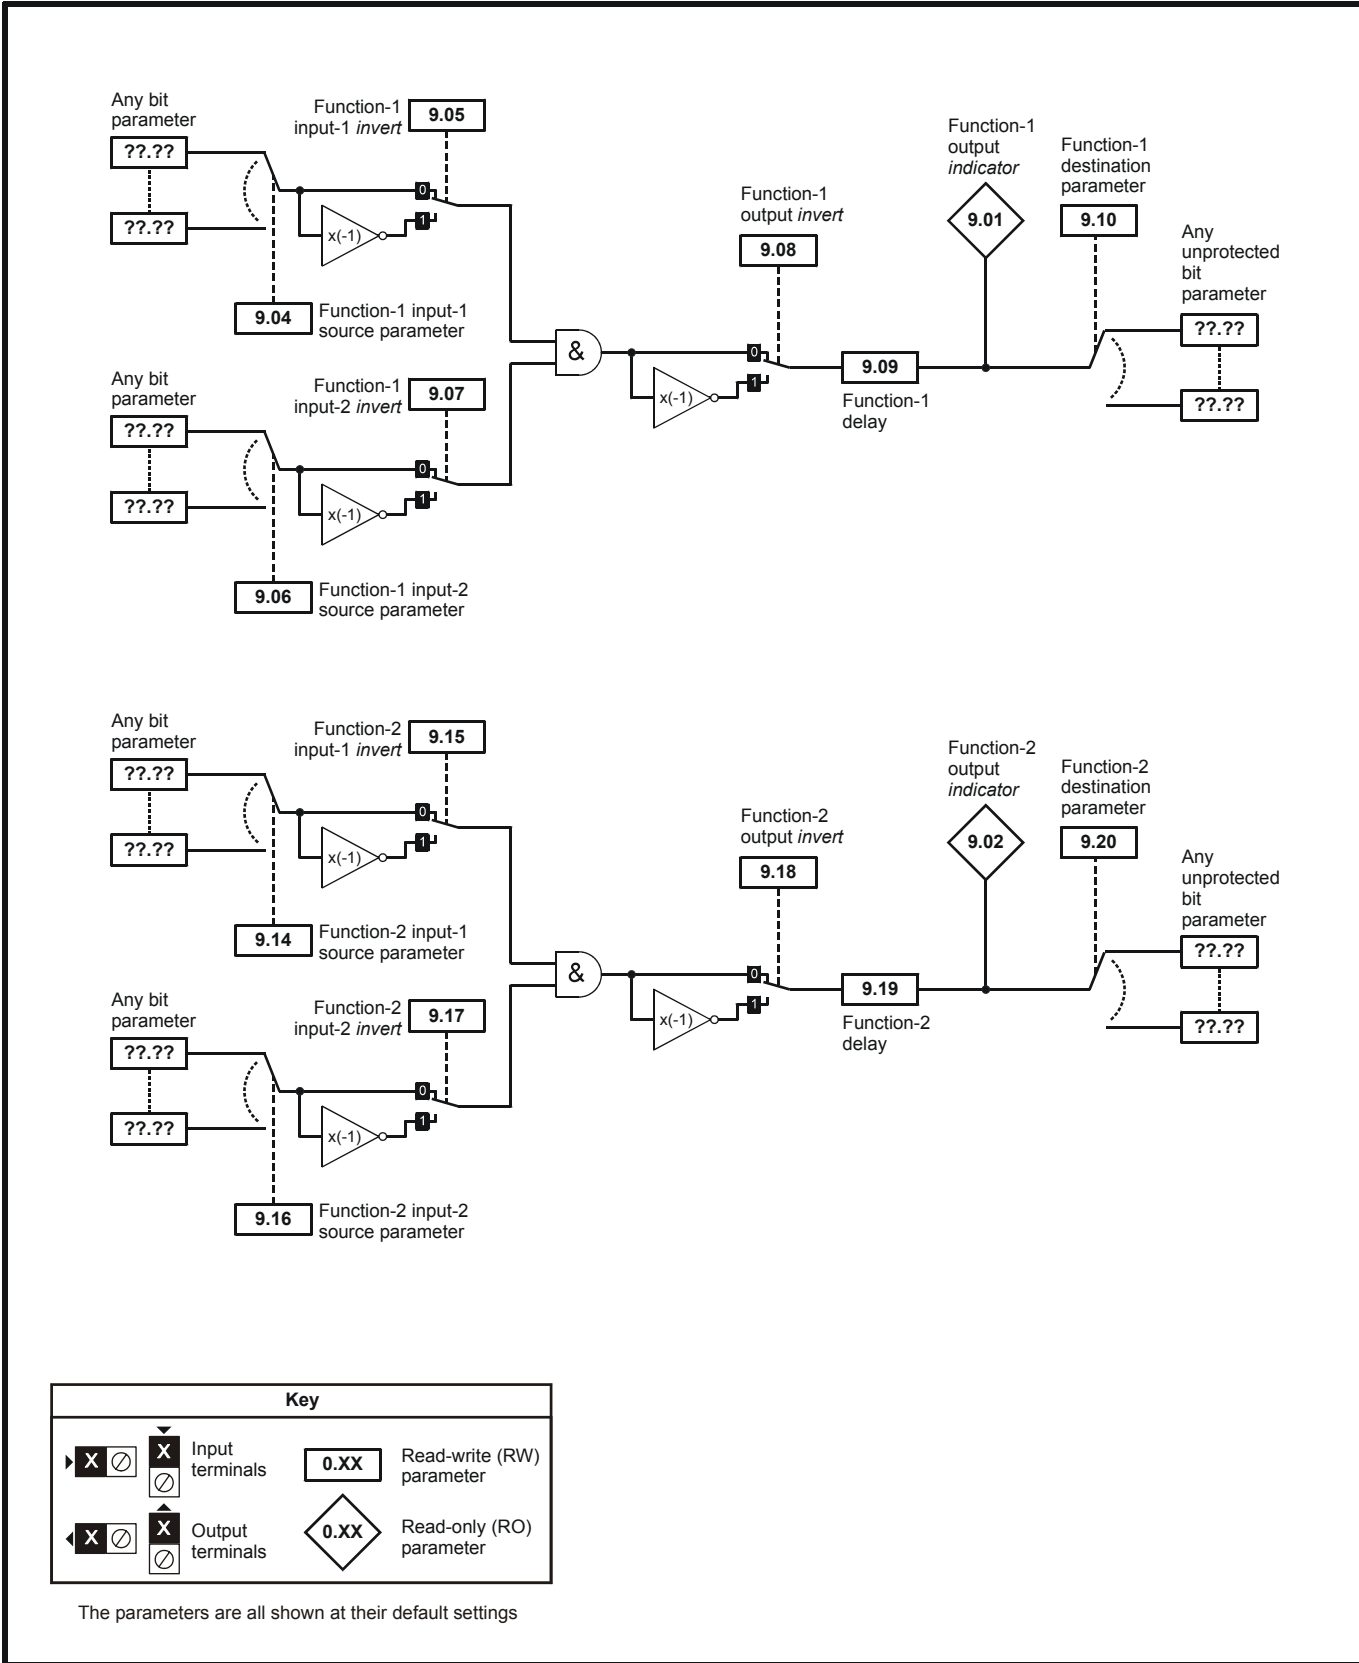 Any bit
parameter
??.??
??.??
Function-1
input-1 invert
9.05
0
1
x(-1)
9.04
Function-1 input-1
source parameter
Any bit
parameter
??.??
??.??
Function-1
input-2 invert
9.07
0
1
x(-1)
9.06
Function-1 input-2
source parameter
&
Function-1
output invert
9.08
0
1
x(-1)
9.09
Function-1
delay
Function-1
output
indicator
9.01
Function-1
destination
parameter
9.10
Any
unprotected
bit
parameter
??.??
??.??
Any bit
parameter
??.??
??.??
Function-2
input-1 invert
9.15
0
1
x(-1)
9.14
Function-2 input-1
source parameter
Any bit
parameter
??.??
??.??
Function-2
input-2 invert
9.17
0
1
x(-1)
9.16
Function-2 input-2
source parameter
&
Function-2
output invert
9.18
0
1
x(-1)
9.19
Function-2
delay
Function-2
output
indicator
9.02
Function-2
destination
parameter
9.20
Any
unprotected
bit
parameter
??.??
??.??
Key
X
X
Input
terminals
0.XX
Read-write (RW)
parameter
X
X
Output
terminals
0.XX
Read-only (RO)
parameter
The parameters are all shown at their default settings